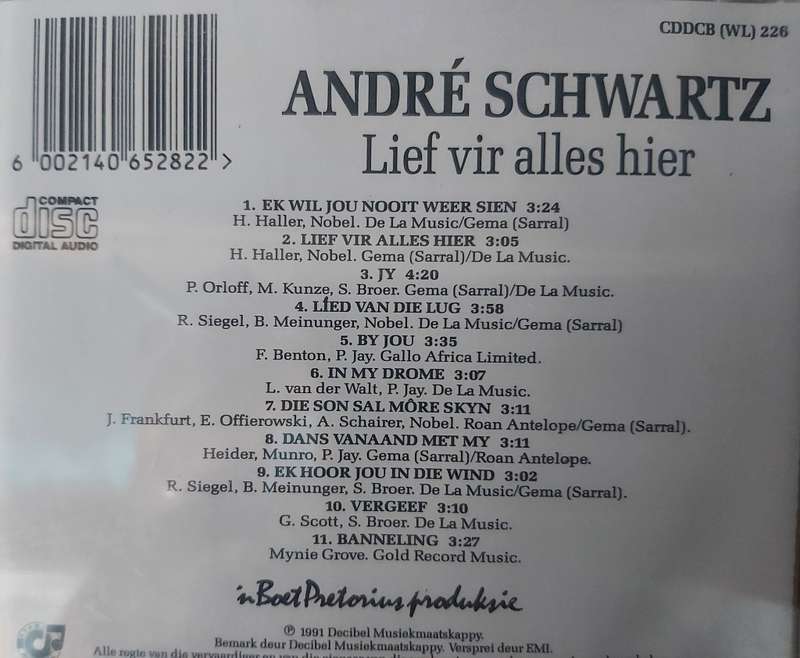 CDDCB (WL) 226
6 002140 652822 >
ANDRÉ SCHWARTZ
Lief vir alles hier
COMPACT
disc
DIGITAL AUDIO
1. EK WIL JOU NOOIT WEER SIEN 3:24
H. Haller, Nobel. De La Music/Gema (Sarral)
2. LIEF VIR ALLES HIER 3:05
H. Haller, Nobel. Gema (Sarral)/De La Music.
3. JY 4:20
P. Orloff, M. Kunze, S. Broer. Gema (Sarral)/De La Music.
4. LÍED VAN DIE LUG 3:58
R. Siegel, B. Meinunger, Nobel. De La Music/Gema (Sarral)
5. BY JOU 3:35
F. Benton, P. Jay. Gallo Africa Limited.
6. IN MY DROME 3:07
L. van der Walt, P. Jay. De La Music.
7. DIE SON SAL MÔRE SKYN 3:11
J. Frankfurt, E. Offierowski, A. Schairer, Nobel. Roan Antelope/Gema (Sarral).
8. DANS VANAAND MET MY 3:11
Heider, Munro, P. Jay. Gema (Sarral)/Roan Antelope.
9. EK HOOR JOU IN DIE WIND 3:02
R. Siegel, B. Meinunger, S. Broer. De La Music/Gema (Sarral).
10. VERGEEF 3:10
G. Scott, S. Broer. De La Music.
11. BANNELING 3:27
Mynie Grove. Gold Record Music.
'n Boet Pretorius produksie
℗ 1991 Decibel Musiekmaatskappy.
Bemark deur Decibel Musiekmaatskappy. Versprei deur EMI.
Alle regte van die vervaardiger en van die